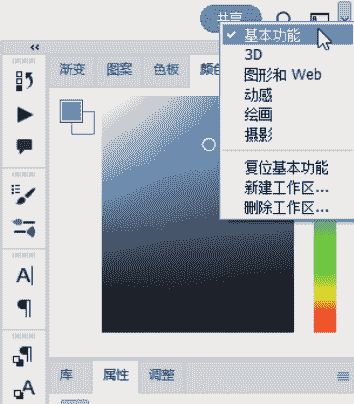 共享
基本功能
3D
图形和 Web
动感
绘画
摄影
复位基本功能
新建工作区...
删除工作区...
渐变
图案
色板
颜色
库
属性
调整